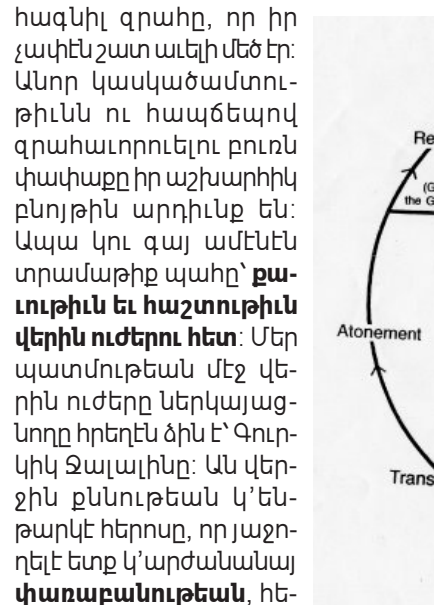 հագնիլ զրահը, որ իր
չափէն շատ աւելի մեծ էր։
Անոր կասկածամտու-
թիւնն ու հապճեպով
զրահաւորուելու բուռն
փափաքը իր աշխարհիկ
բնոյթին արդիւնք են։
Ապա կու գայ ամէնէն
տրամաթիք պահը՝ քա-
ւութիւն եւ հաշտութիւն
վերին ուժերու հետ։ Մեր
պատմութեան մէջ վե-
րին ուժերը ներկայաց-
նողը հրեղէն ձին է՝ Գուր-
կիկ Ջալալինը։ Ան վեր-
ջին քննութեան կ’են-
թարկէ հերոսը, որ յաջո-
ղելէ ետք կ’արժանանայ
փառաբանութեան, հե-
Re
(G
the G
Atonement
Trans